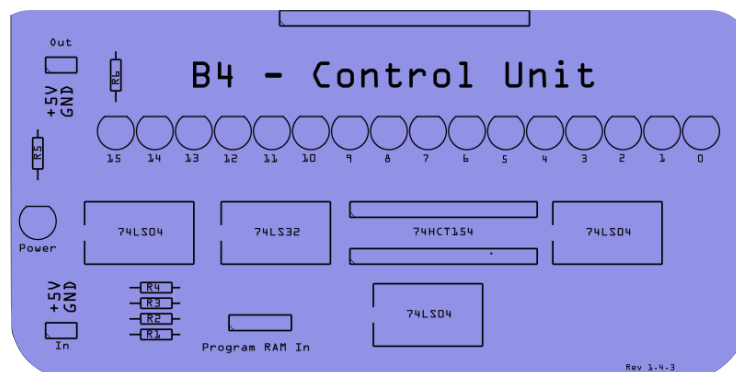 Out
B4 - Control Unit
R6
+5V
GND
R5
15 14 13 12 11 10 9 8 7 6 5 4 3 2 1 0
74LS04 74LS32 74HCT154 74LS04
Power
+5V
GND
R4
R3
R2
R1
74LS04
In
Program RAM In
Rev 1.4.3